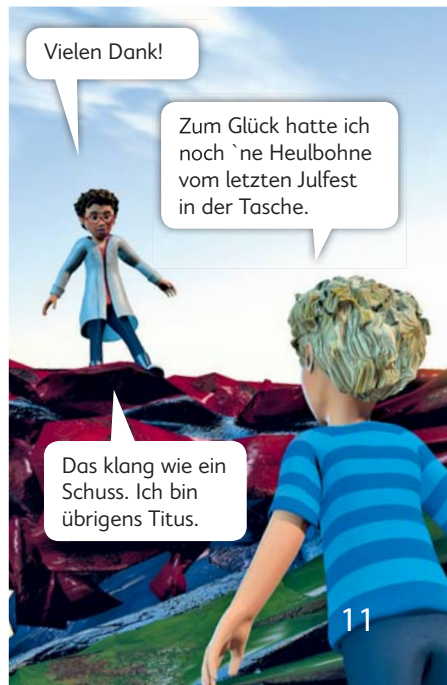 Vielen Dank!
Zum Glück hatte ich
noch `ne Heulbohne
vom letzten Julfest
in der Tasche.
Das klang wie ein
Schuss. Ich bin
übrigens Titus.
11